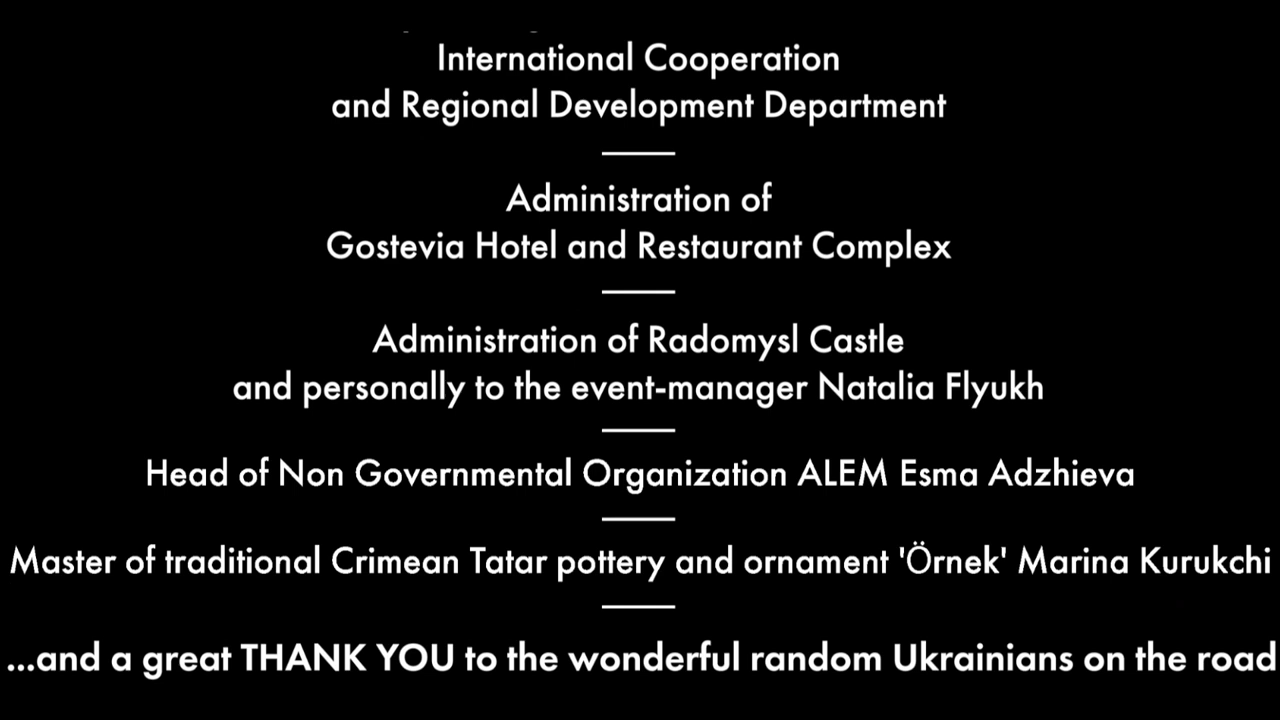 International Cooperation
and Regional Development Department
Administration of
Gostevia Hotel and Restaurant Complex
Administration of Radomysl Castle
and personally to the event-manager Natalia Flyukh
Head of Non Governmental Organization ALEM Esma Adzhieva
Master of traditional Crimean Tatar pottery and ornament 'Örnek' Marina Kurukchi
...and a great THANK YOU to the wonderful random Ukrainians on the road